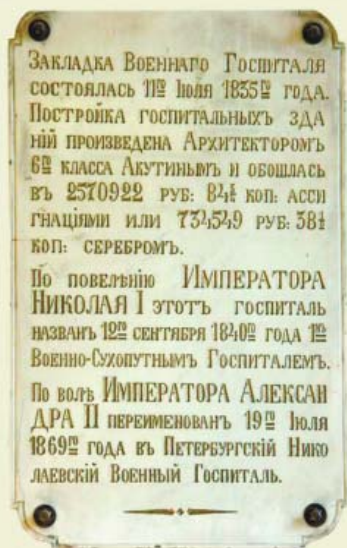 Закладка Военнаго Госпиталя
состоялась 11го Iюля 1835го года.
Постройка госпитальныхъ зда
нiй произведена Архитекторомъ
6го класса Акутинымъ и обошлась
въ 2570922 руб: 84½ коп: асси
гнацiями или 734549 руб: 38½
коп: серебромъ.
По повелѣнiю Императора
Николая I этотъ госпиталь
названъ 12го сентября 1840го года 1мъ
Военно-Сухопутнымъ Госпиталемъ.
По волѣ Императора Алексан
дра II переименованъ 19го Iюля
1869го года въ Петербургскiй Нико
лаевскiй Военный Госпиталь.